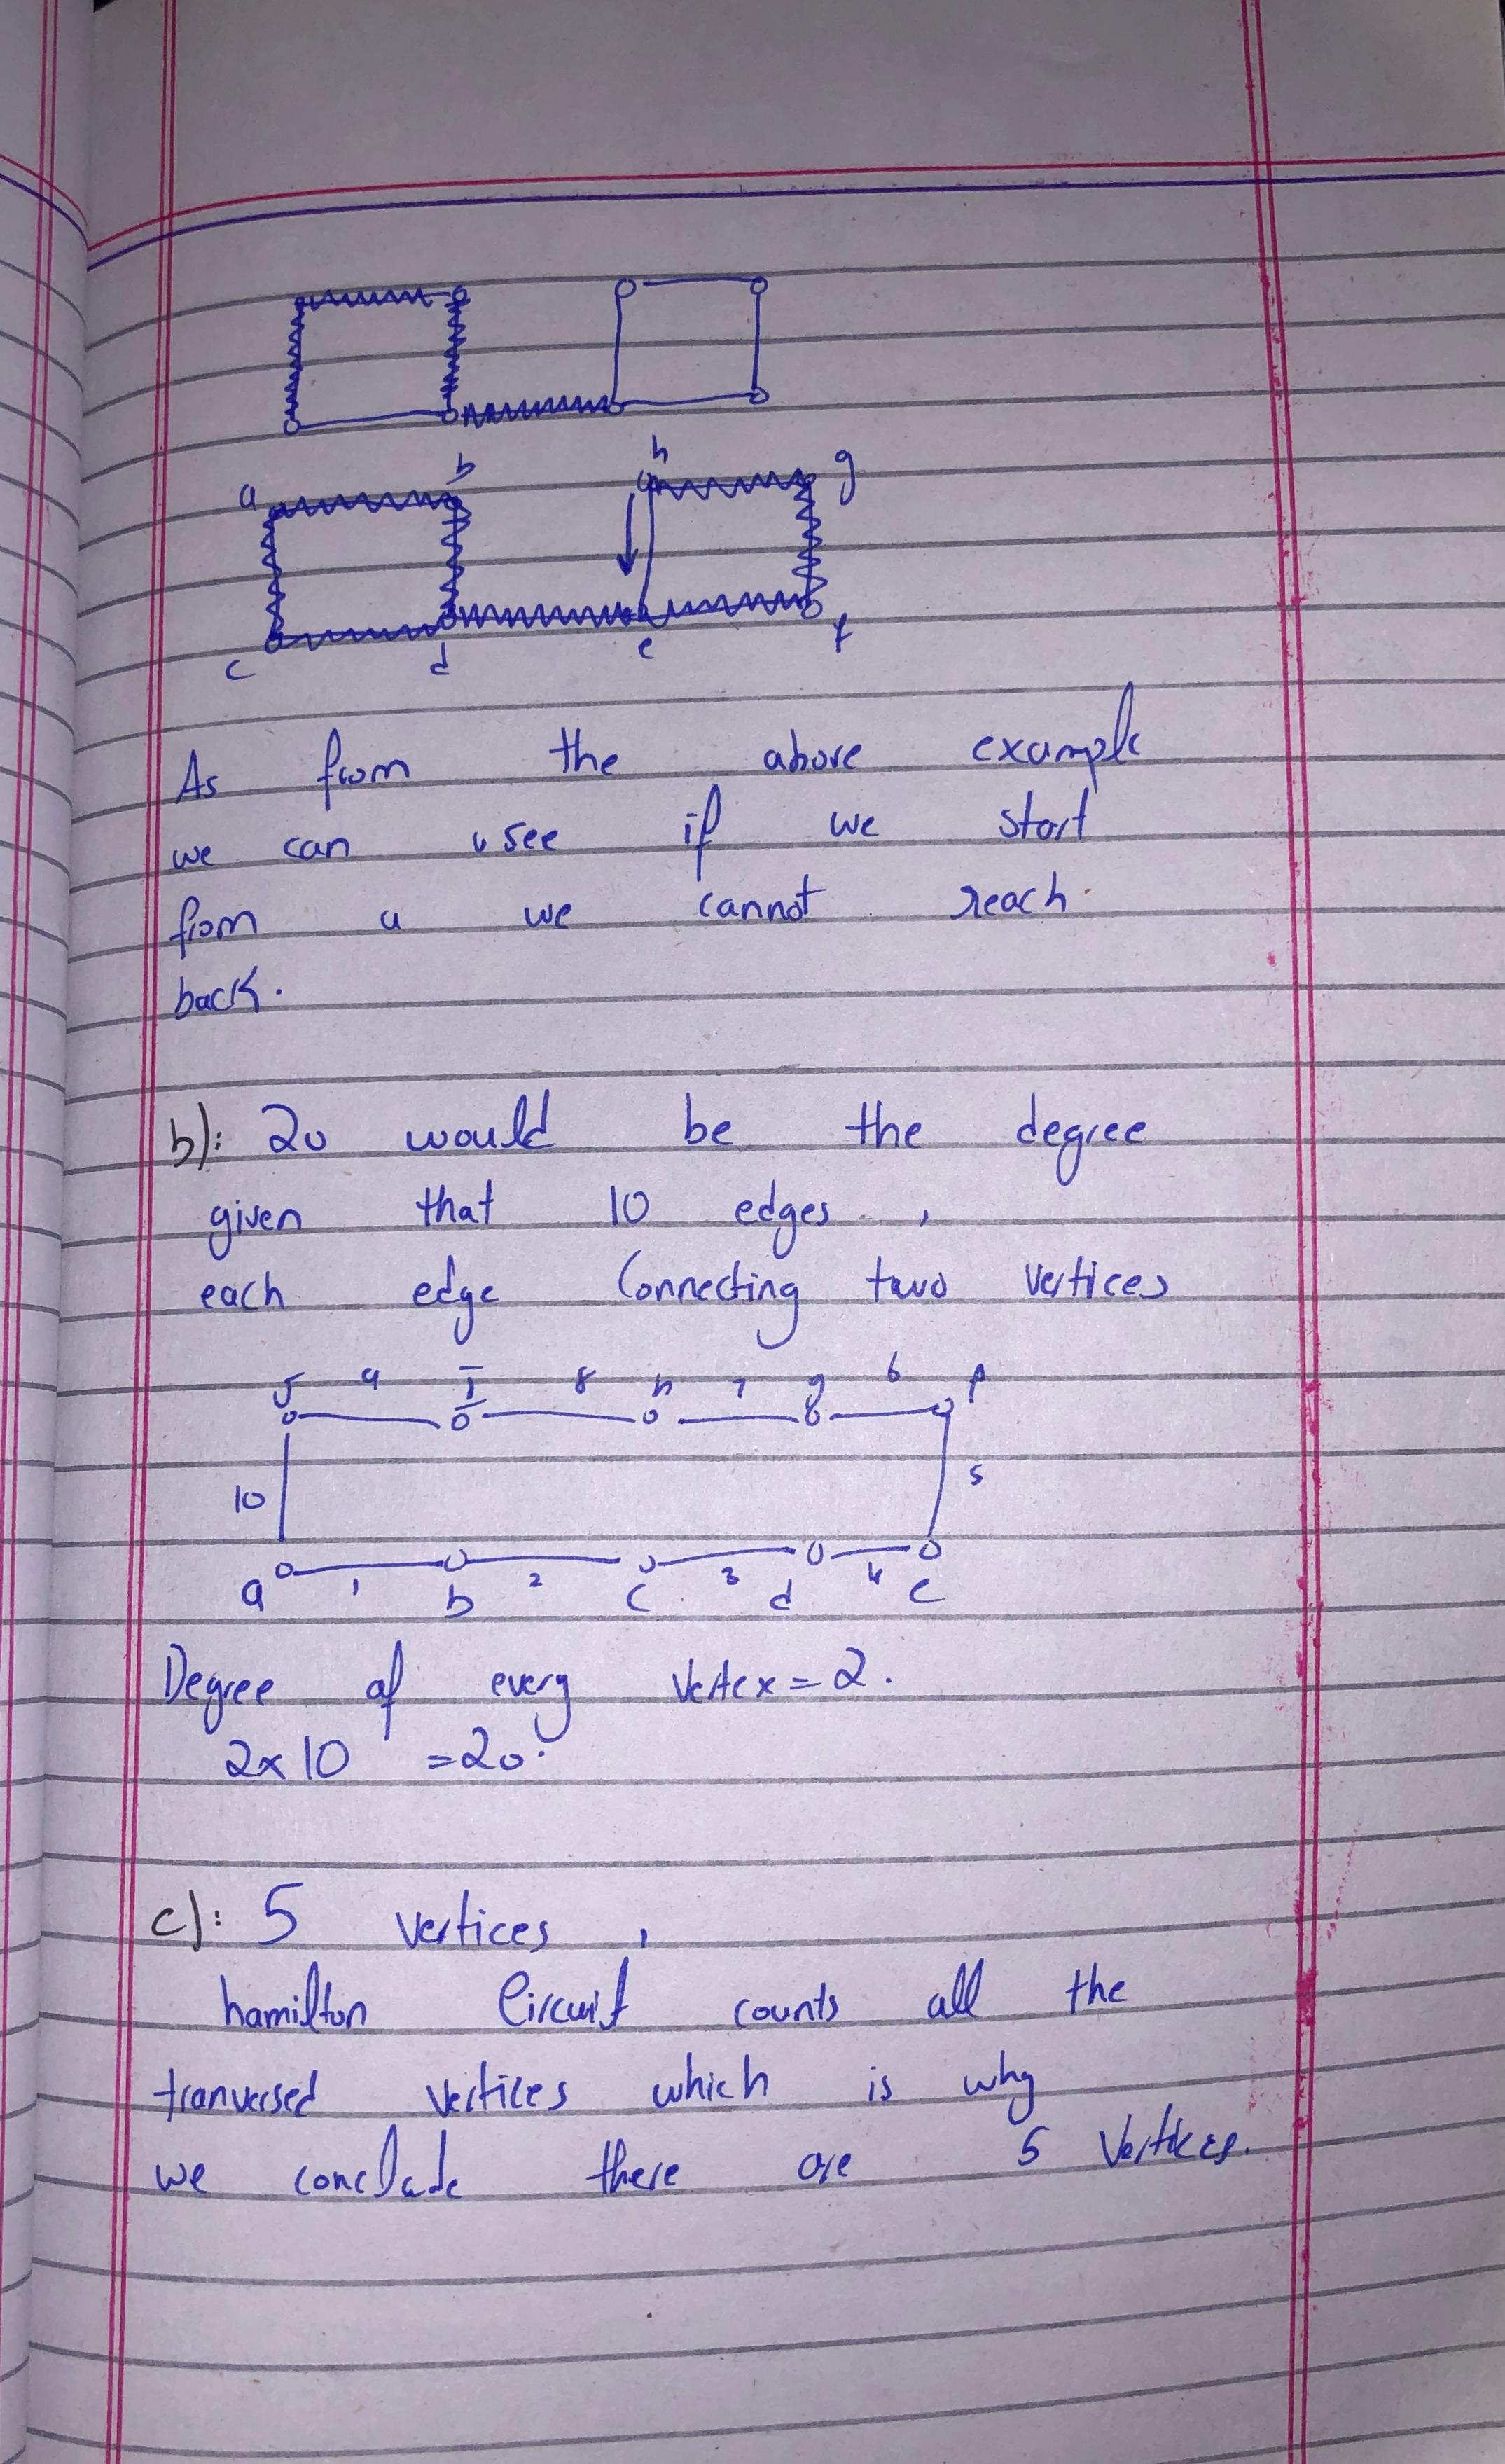 h
a b g
c d e f
As from the above example
we can see if we start
from a we cannot reach
back.
b): 20 would be the degree
given that 10 edges ,
each edge Connecting two vertices
J 9 I 8 h 7 g 6 f
10 5
a 1 b 2 c 3 d 4 e
Degree of every vertex = 2.
2x10 = 20.
c): 5 vertices ,
hamilton Circuit counts all the
tranversed vertices which is why
we conclude there are 5 Vertices.